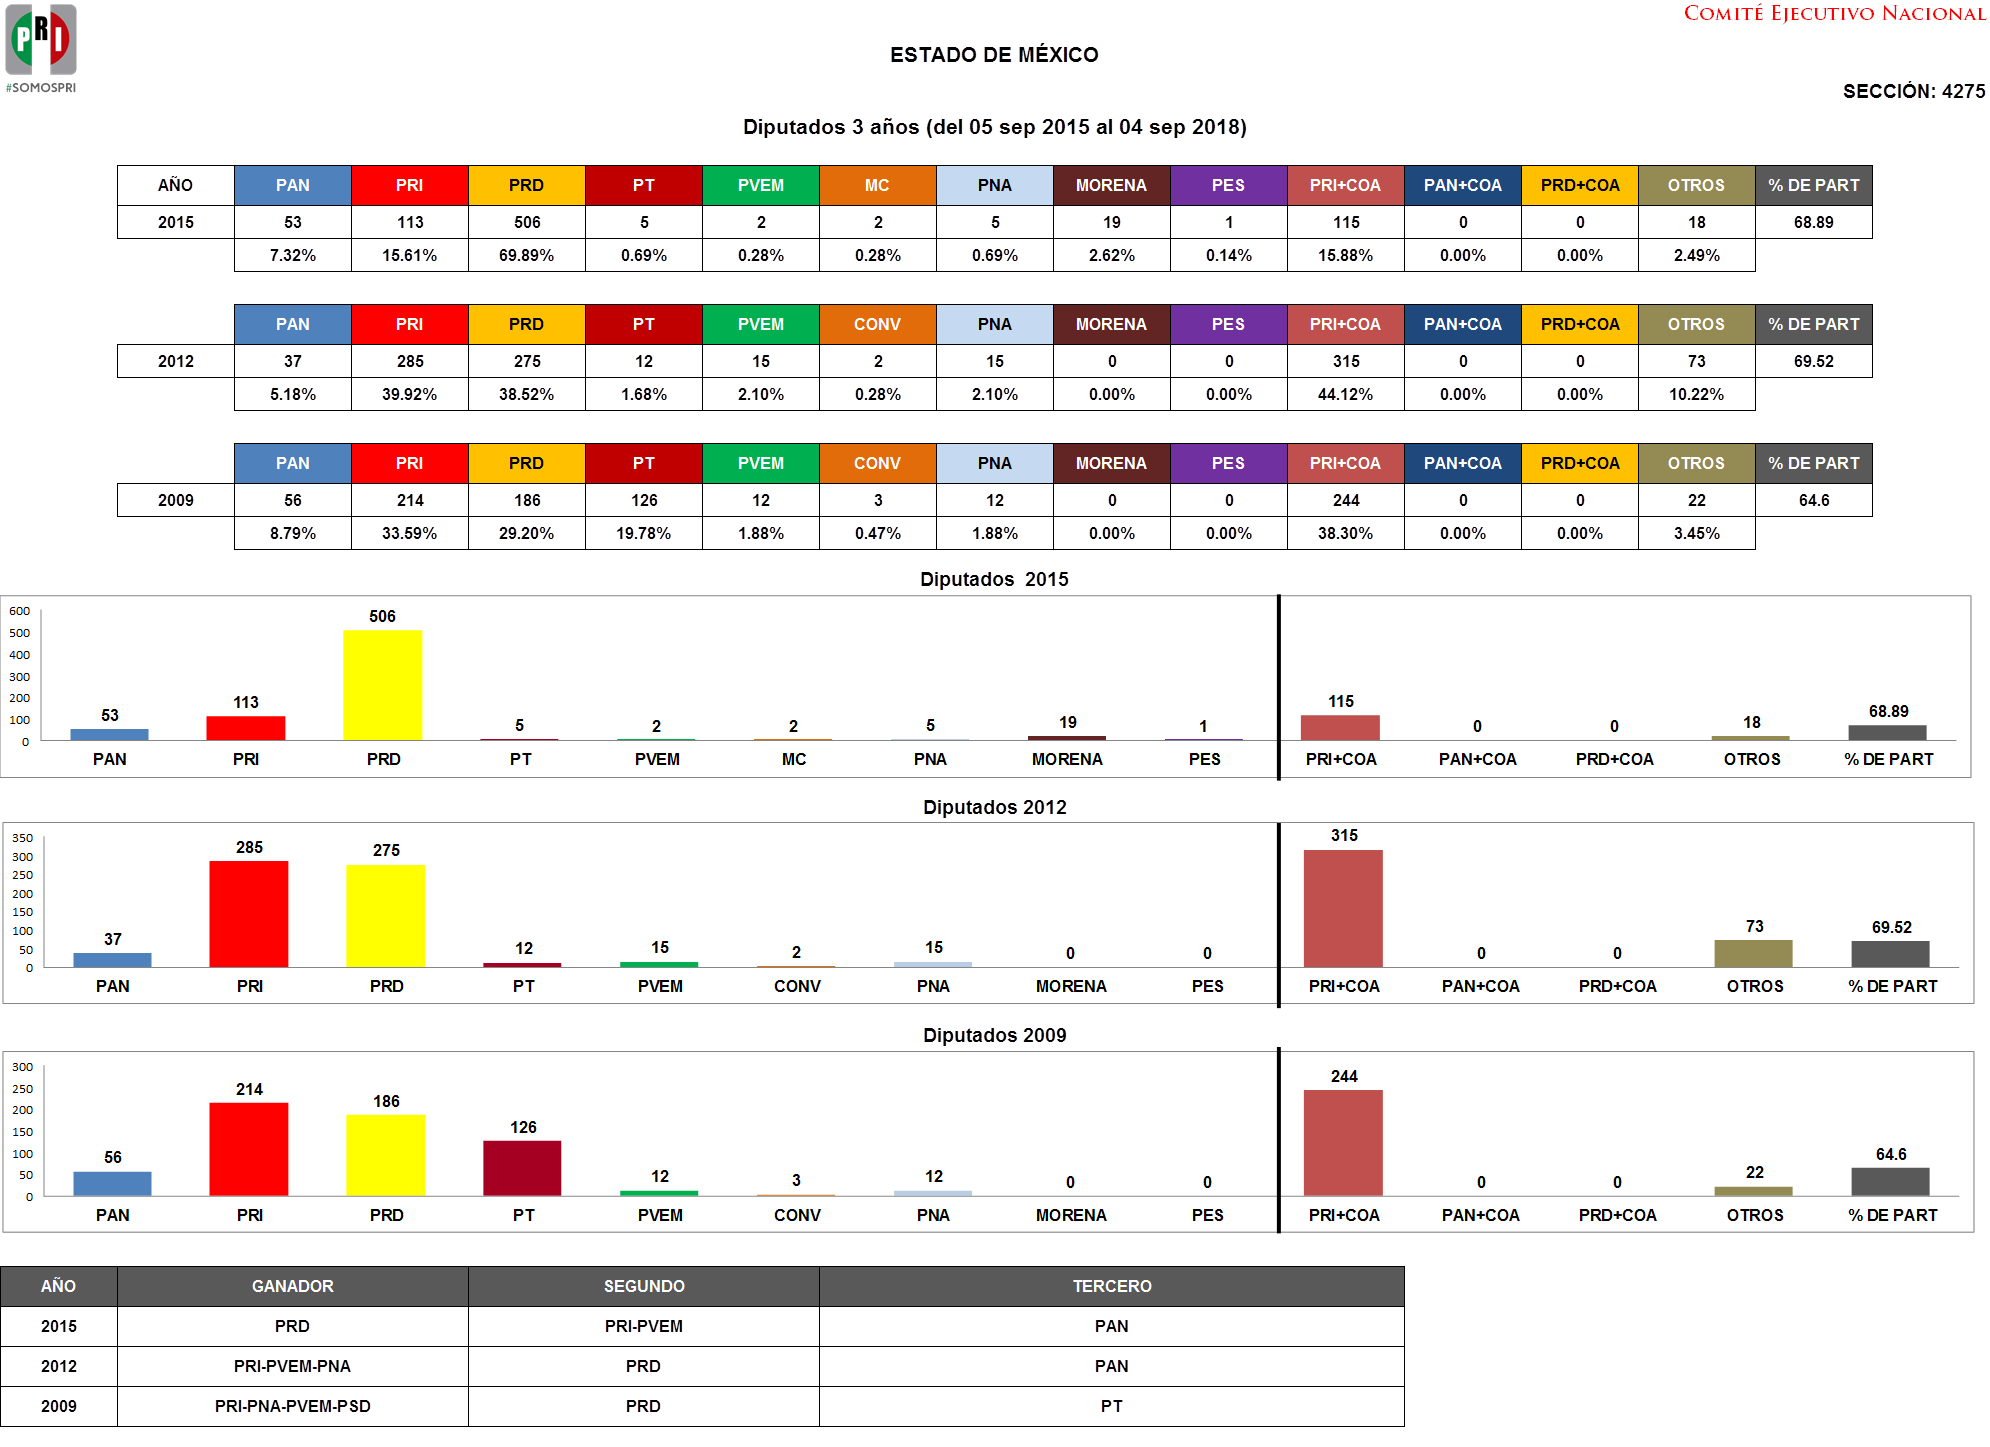 PRI
#SOMOSPRI
COMITÉ EJECUTIVO NACIONAL
ESTADO DE MÉXICO
SECCIÓN: 4275
Diputados 3 años (del 05 sep 2015 al 04 sep 2018)
AÑO PAN PRI PRD PT PVEM MC PNA MORENA PES PRI+COA PAN+COA PRD+COA OTROS % DE PART
2015 53 113 506 5 2 2 5 19 1 115 0 0 18 68.89
7.32% 15.61% 69.89% 0.69% 0.28% 0.28% 0.69% 2.62% 0.14% 15.88% 0.00% 0.00% 2.49%
PAN PRI PRD PT PVEM CONV PNA MORENA PES PRI+COA PAN+COA PRD+COA OTROS % DE PART
2012 37 285 275 12 15 2 15 0 0 315 0 0 73 69.52
5.18% 39.92% 38.52% 1.68% 2.10% 0.28% 2.10% 0.00% 0.00% 44.12% 0.00% 0.00% 10.22%
PAN PRI PRD PT PVEM CONV PNA MORENA PES PRI+COA PAN+COA PRD+COA OTROS % DE PART
2009 56 214 186 126 12 3 12 0 0 244 0 0 22 64.6
8.79% 33.59% 29.20% 19.78% 1.88% 0.47% 1.88% 0.00% 0.00% 38.30% 0.00% 0.00% 3.45%
Diputados 2015
600
500
400
300
200
100
0
53 113 506 5 2 2 5 19 1 115 0 0 18 68.89
PAN PRI PRD PT PVEM MC PNA MORENA PES PRI+COA PAN+COA PRD+COA OTROS % DE PART
Diputados 2012
350
300
250
200
150
100
50
0
37 285 275 12 15 2 15 0 0 315 0 0 73 69.52
PAN PRI PRD PT PVEM CONV PNA MORENA PES PRI+COA PAN+COA PRD+COA OTROS % DE PART
Diputados 2009
300
250
200
150
100
50
0
56 214 186 126 12 3 12 0 0 244 0 0 22 64.6
PAN PRI PRD PT PVEM CONV PNA MORENA PES PRI+COA PAN+COA PRD+COA OTROS % DE PART
AÑO GANADOR SEGUNDO TERCERO
2015 PRD PRI-PVEM PAN
2012 PRI-PVEM-PNA PRD PAN
2009 PRI-PNA-PVEM-PSD PRD PT